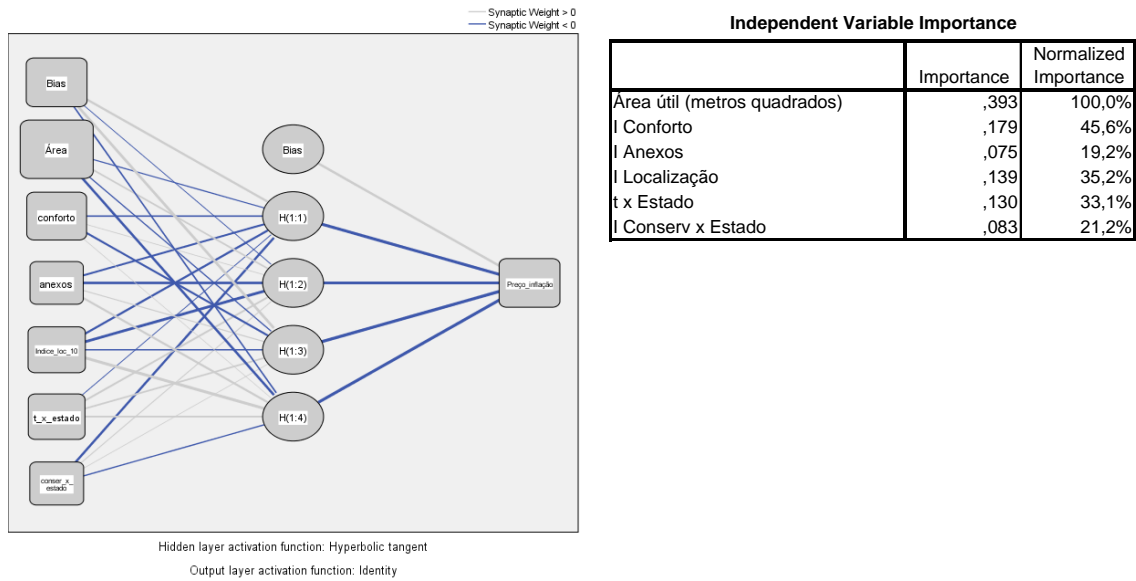 Synaptic Weight > 0
Synaptic Weight < 0
Bias
Área
conforto
anexos
Indice_loc_10
t_x_estado
conser_x_
estado
Bias
H(1:1)
H(1:2)
H(1:3)
H(1:4)
Preço_inflação
Hidden layer activation function: Hyperbolic tangent
Output layer activation function: Identity
Independent Variable Importance
Importance Normalized Importance
Área útil (metros quadrados) ,393 100,0%
I Conforto ,179 45,6%
I Anexos ,075 19,2%
I Localização ,139 35,2%
t x Estado ,130 33,1%
I Conserv x Estado ,083 21,2%